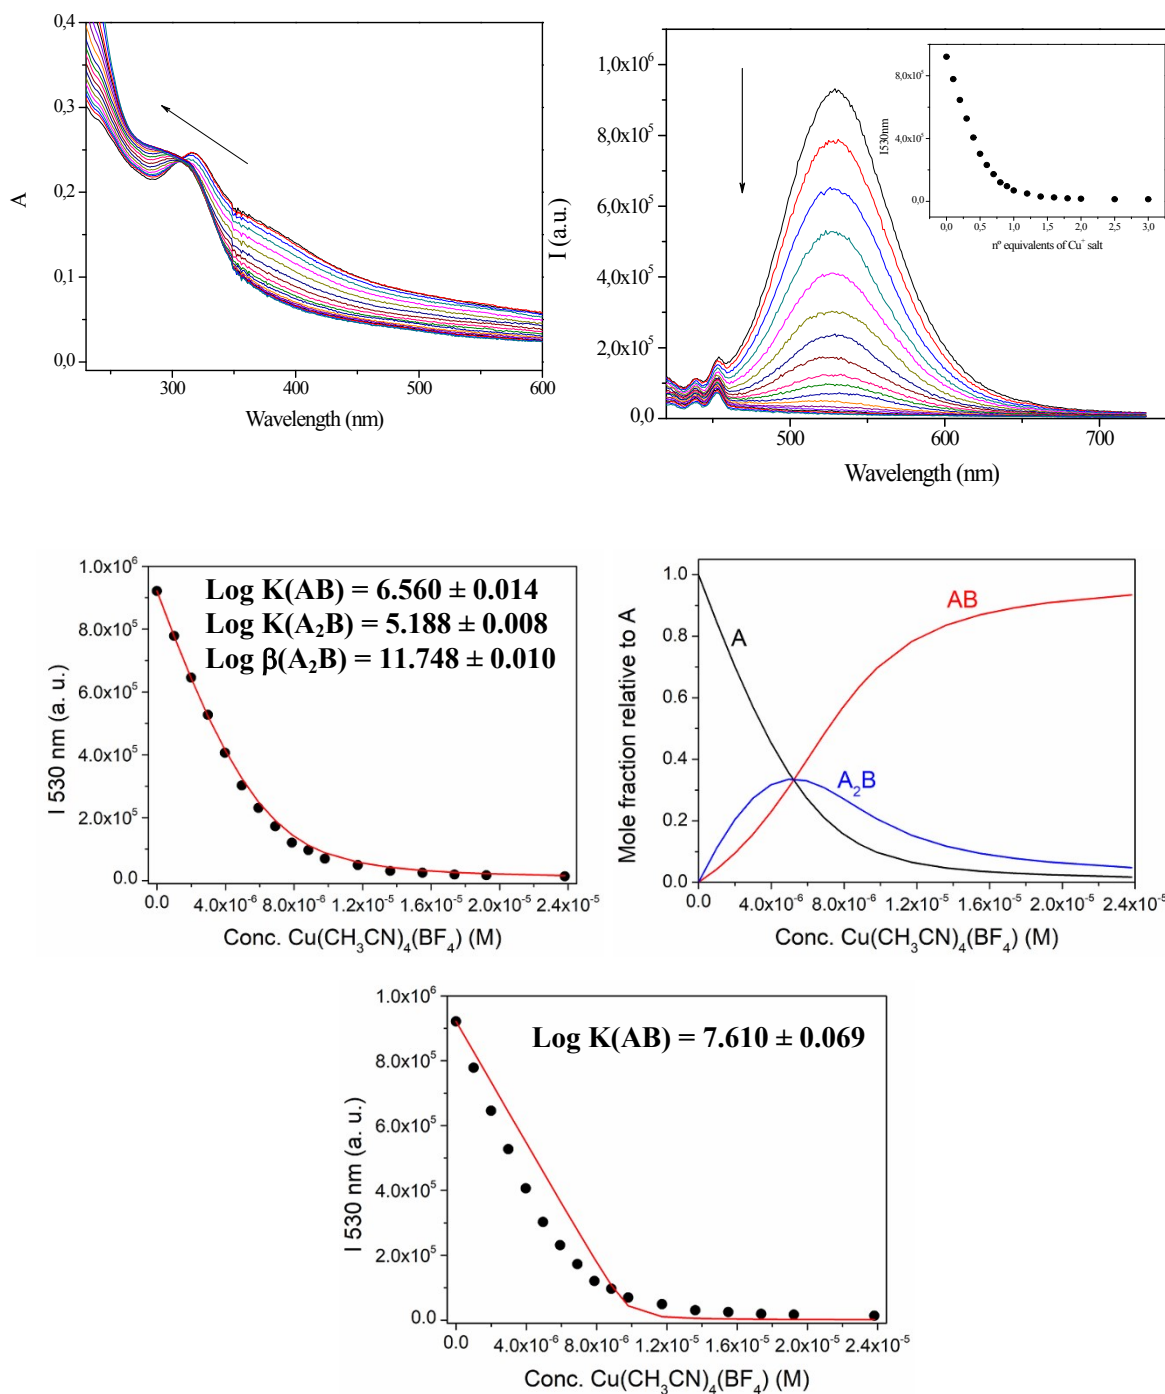 0,4
0,3
0,2
0,1
0,0
A
300
400
500
600
Wavelength (nm)
1,0x10⁶
8,0x10⁵
6,0x10⁵
4,0x10⁵
2,0x10⁵
0,0
I (a.u.)
500
600
700
Wavelength (nm)
8,0x10⁵
4,0x10⁵
0,0
I530nm
0,0 0,5 1,0 1,5 2,0 2,5 3,0
nº equivalents of Cu⁺ salt
1.0x10⁶
8.0x10⁵
6.0x10⁵
4.0x10⁵
2.0x10⁵
0.0
I 530 nm (a. u.)
Log K(AB) = 6.560 ± 0.014
Log K(A₂B) = 5.188 ± 0.008
Log β(A₂B) = 11.748 ± 0.010
0.0 4.0x10⁻⁶ 8.0x10⁻⁶ 1.2x10⁻⁵ 1.6x10⁻⁵ 2.0x10⁻⁵ 2.4x10⁻⁵
Conc. Cu(CH₃CN)₄(BF₄) (M)
1.0
0.8
0.6
0.4
0.2
0.0
Mole fraction relative to A
A
AB
A₂B
0.0 4.0x10⁻⁶ 8.0x10⁻⁶ 1.2x10⁻⁵ 1.6x10⁻⁵ 2.0x10⁻⁵ 2.4x10⁻⁵
Conc. Cu(CH₃CN)₄(BF₄) (M)
1.0x10⁶
8.0x10⁵
6.0x10⁵
4.0x10⁵
2.0x10⁵
0.0
I 530 nm (a. u.)
Log K(AB) = 7.610 ± 0.069
0.0 4.0x10⁻⁶ 8.0x10⁻⁶ 1.2x10⁻⁵ 1.6x10⁻⁵ 2.0x10⁻⁵ 2.4x10⁻⁵
Conc. Cu(CH₃CN)₄(BF₄) (M)